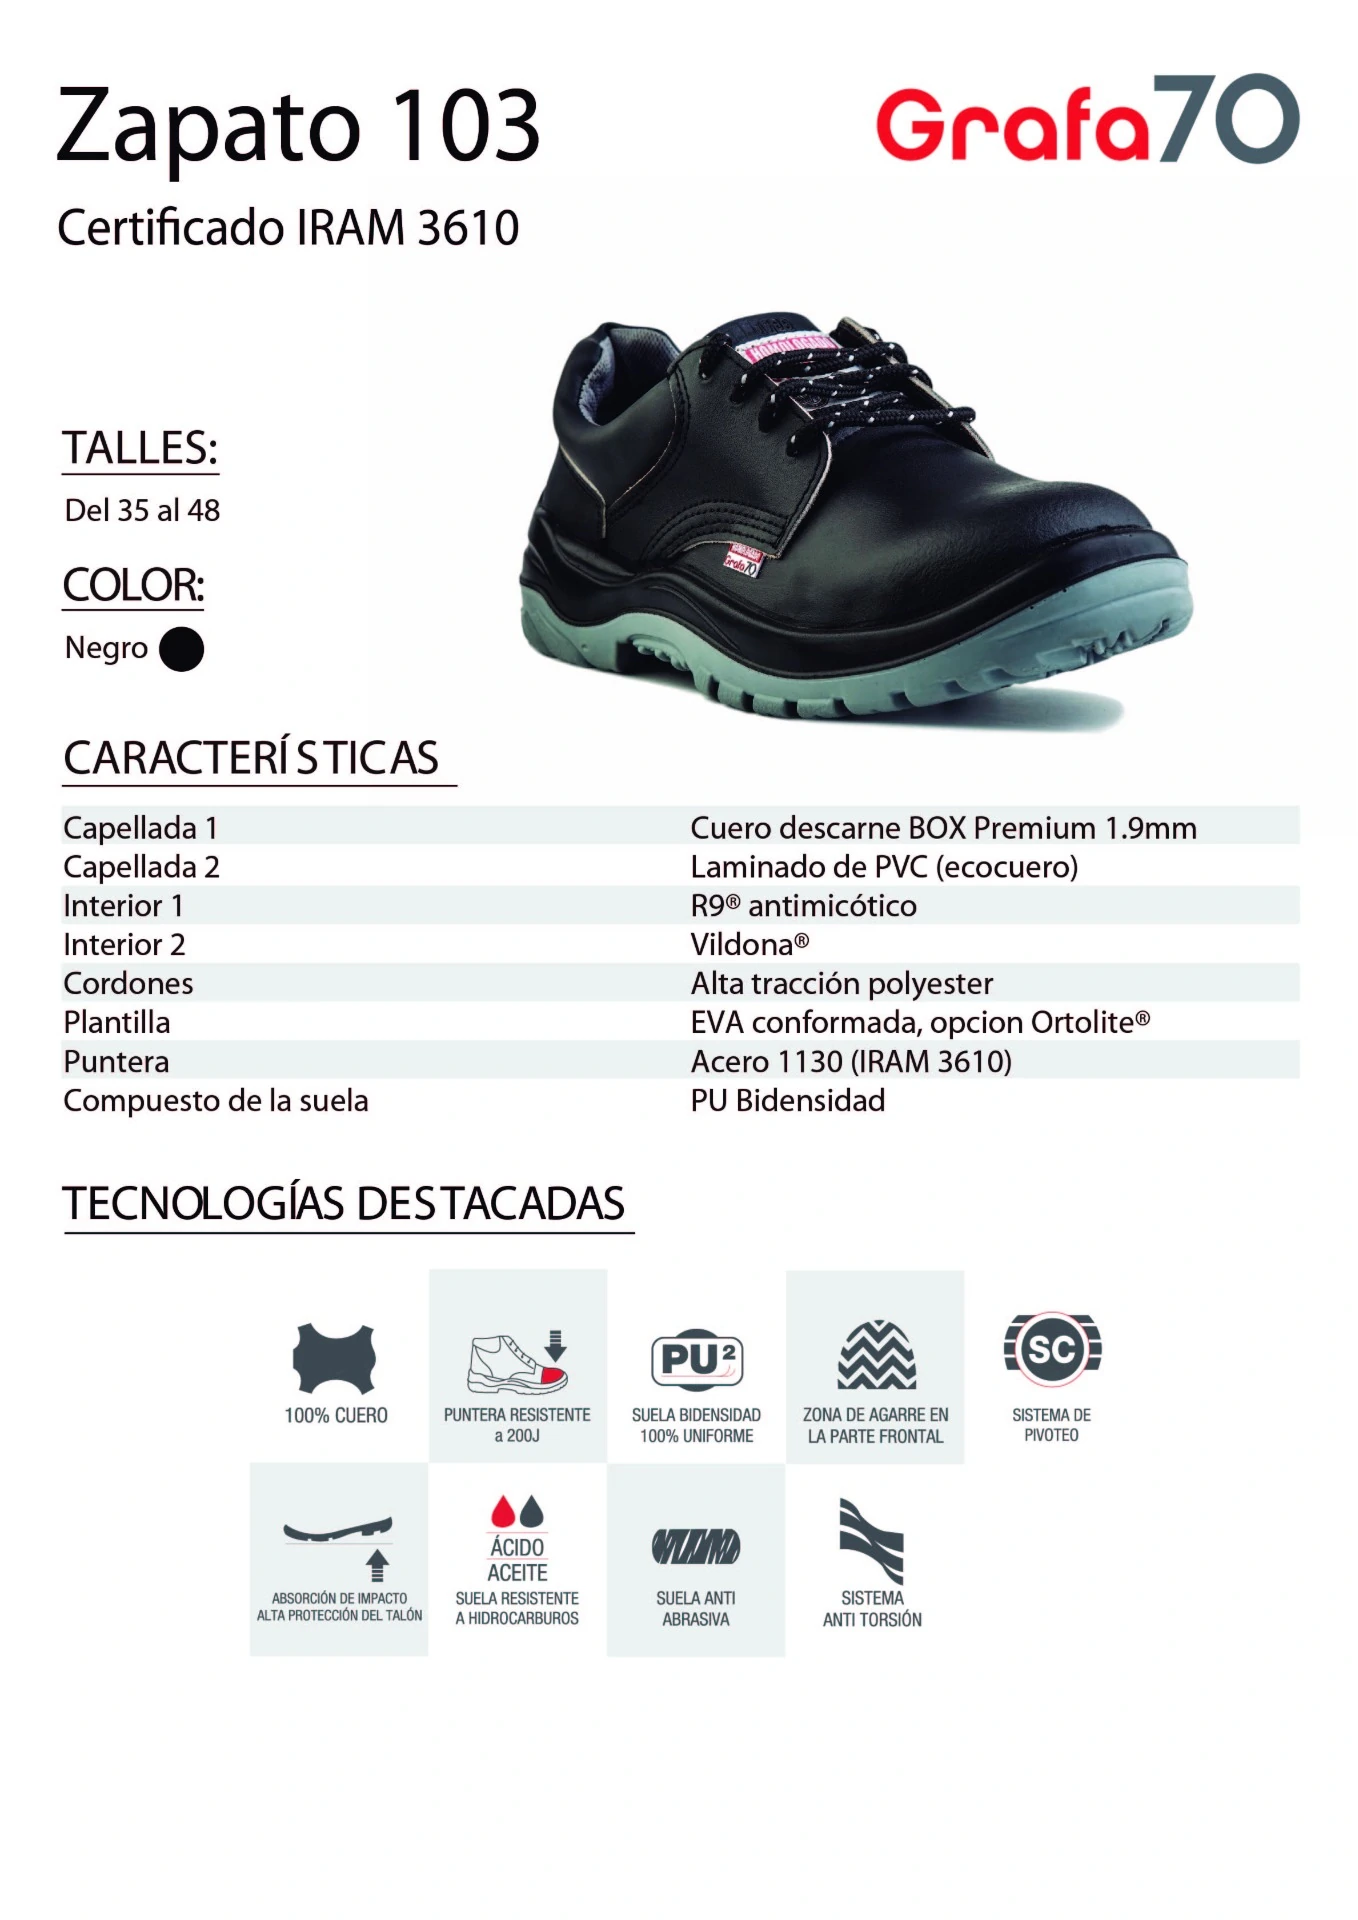 Zapato 103
Grafa70
Certificado IRAM 3610
HOMOLOGADO
TALLES:
Del 35 al 48
COLOR:
Negro
HOMOLOGADO
Grafa70
CARACTERÍSTICAS
Capellada 1 Cuero descarne BOX Premium 1.9mm
Capellada 2 Laminado de PVC (ecocuero)
Interior 1 R9® antimicótico
Interior 2 Vildona®
Cordones Alta tracción polyester
Plantilla EVA conformada, opcion Ortolite®
Puntera Acero 1130 (IRAM 3610)
Compuesto de la suela PU Bidensidad
TECNOLOGÍAS DESTACADAS
PU²
SC
100% CUERO
PUNTERA RESISTENTE
a 200J
SUELA BIDENSIDAD
100% UNIFORME
ZONA DE AGARRE EN
LA PARTE FRONTAL
SISTEMA DE
PIVOTEO
ABSORCIÓN DE IMPACTO
ALTA PROTECCIÓN DEL TALÓN
ÁCIDO
ACEITE
SUELA RESISTENTE
A HIDROCARBUROS
SUELA ANTI
ABRASIVA
SISTEMA
ANTI TORSIÓN